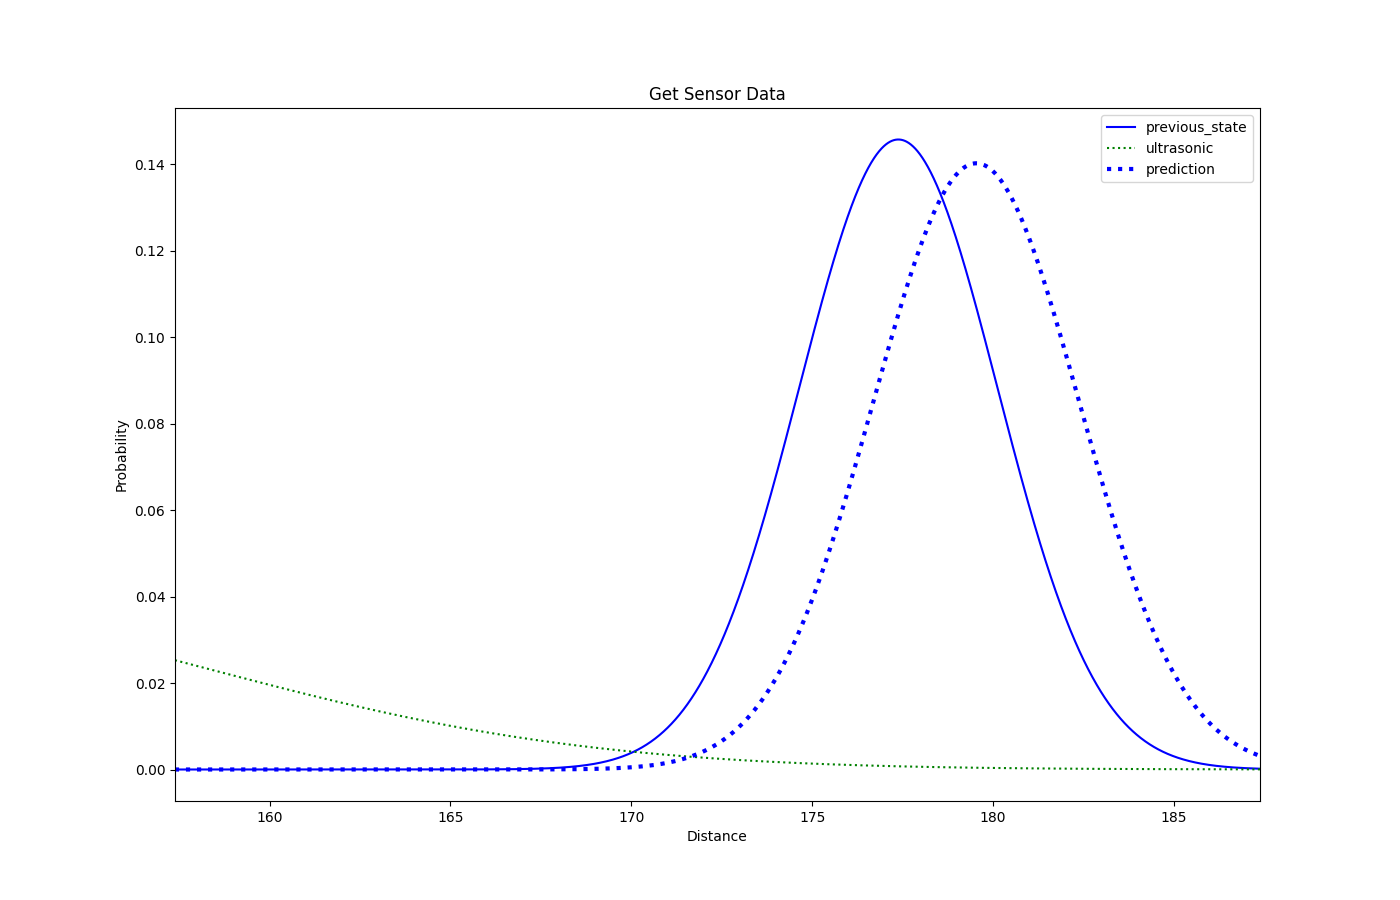 Get Sensor Data
previous_state
ultrasonic
prediction
0.14
0.12
0.10
0.08
0.06
0.04
0.02
0.00
Probability
160 165 170 175 180 185
Distance